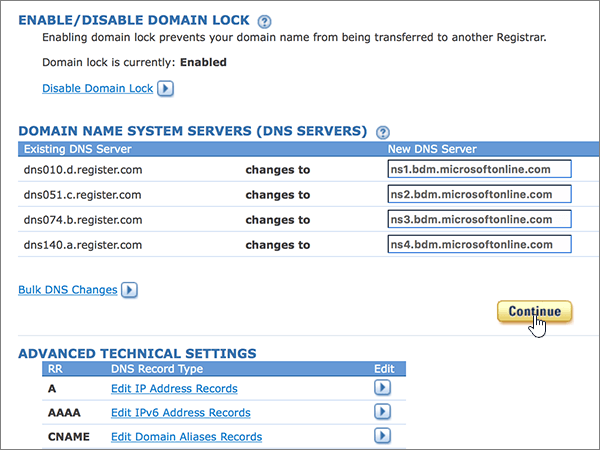 ENABLE/DISABLE DOMAIN LOCK ?
Enabling domain lock prevents your domain name from being transferred to another Registrar.
Domain lock is currently: Enabled
Disable Domain Lock
DOMAIN NAME SYSTEM SERVERS (DNS SERVERS) ?
Existing DNS Server New DNS Server
dns010.d.register.com changes to ns1.bdm.microsoftonline.com
dns051.c.register.com changes to ns2.bdm.microsoftonline.com
dns074.b.register.com changes to ns3.bdm.microsoftonline.com
dns140.a.register.com changes to ns4.bdm.microsoftonline.com
Bulk DNS Changes
Continue
ADVANCED TECHNICAL SETTINGS
RR DNS Record Type Edit
A Edit IP Address Records
AAAA Edit IPv6 Address Records
CNAME Edit Domain Aliases Records